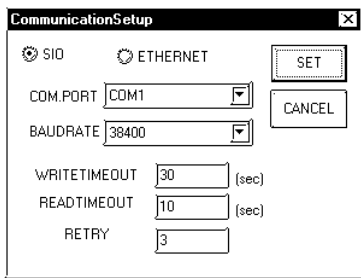 CommunicationSetup
SIO ETHERNET
SET
COM.PORT COM1
CANCEL
BAUDRATE 38400
WRITETIMEOUT 30 (sec)
READTIMEOUT 10 (sec)
RETRY 3